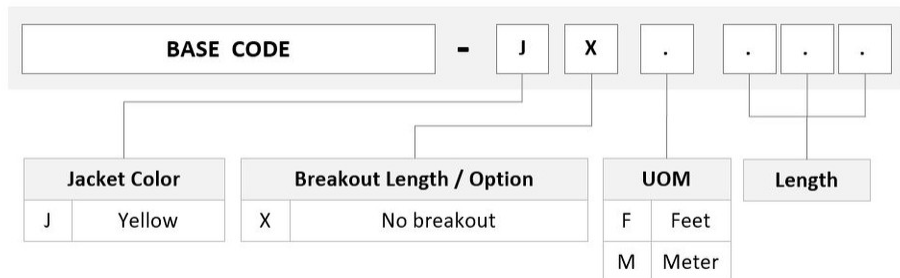 BASE CODE - J X . . . .
Jacket Color
J Yellow
Breakout Length / Option
X No breakout
UOM
F Feet
M Meter
Length